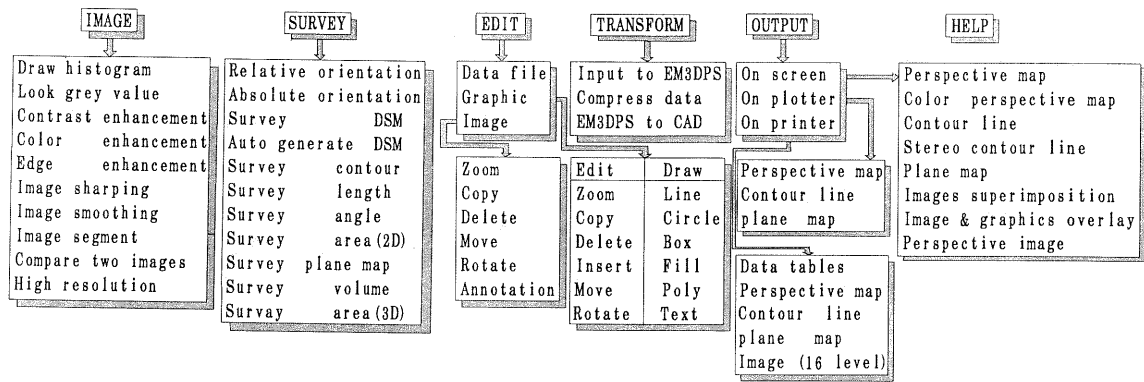 IMAGE
SURVEY
EDIT
TRANSFORM
OUTPUT
HELP
Draw histogram
Look grey value
Contrast enhancement
Color enhancement
Edge enhancement
Image sharping
Image smoothing
Image segment
Compare two images
High resolution
Relative orientation
Absolute orientation
Survey DSM
Auto generate DSM
Survey contour
Survey length
Survey angle
Survey area(2D)
Survey plane map
Survey volume
Survay area(3D)
Data file
Graphic
Image
Zoom
Copy
Delete
Move
Rotate
Annotation
Input to EM3DPS
Compress data
EM3DPS to CAD
Edit Draw
Zoom Line
Copy Circle
Delete Box
Insert Fill
Move Poly
Rotate Text
On screen
On plotter
On printer
Perspective map
Contour line
plane map
Data tables
Perspective map
Contour line
plane map
Image (16 level)
Perspective map
Color perspective map
Contour line
Stereo contour line
Plane map
Images superimposition
Image & graphics overlay
Perspective image